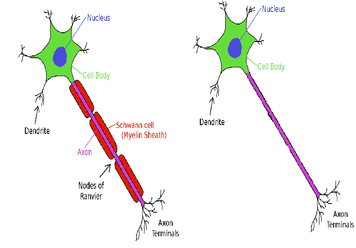 Nucleus
Cell Body
Dendrite
Schwann cell
(Myelin Sheath)
Axon
Nodes of
Ranvier
Axon
Terminals
Nucleus
Cell Body
Dendrite
Axon
Terminals